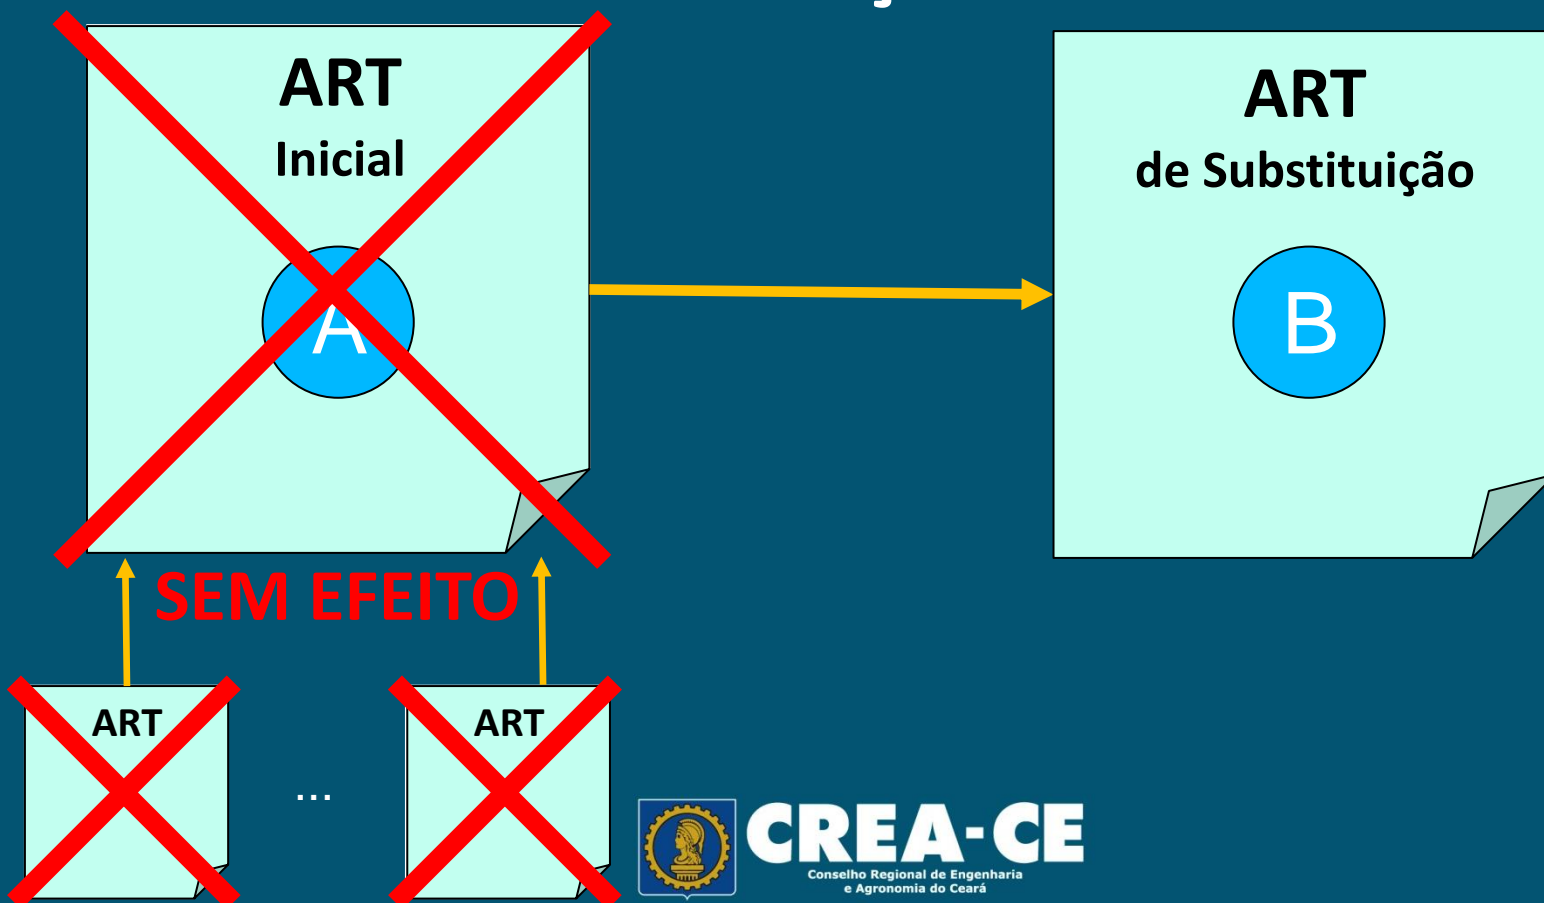 ART
Inicial
A
ART
de Substituição
B
SEM EFEITO
ART
...
ART
CREA-CE
Conselho Regional de Engenharia
e Agronomia do Ceará